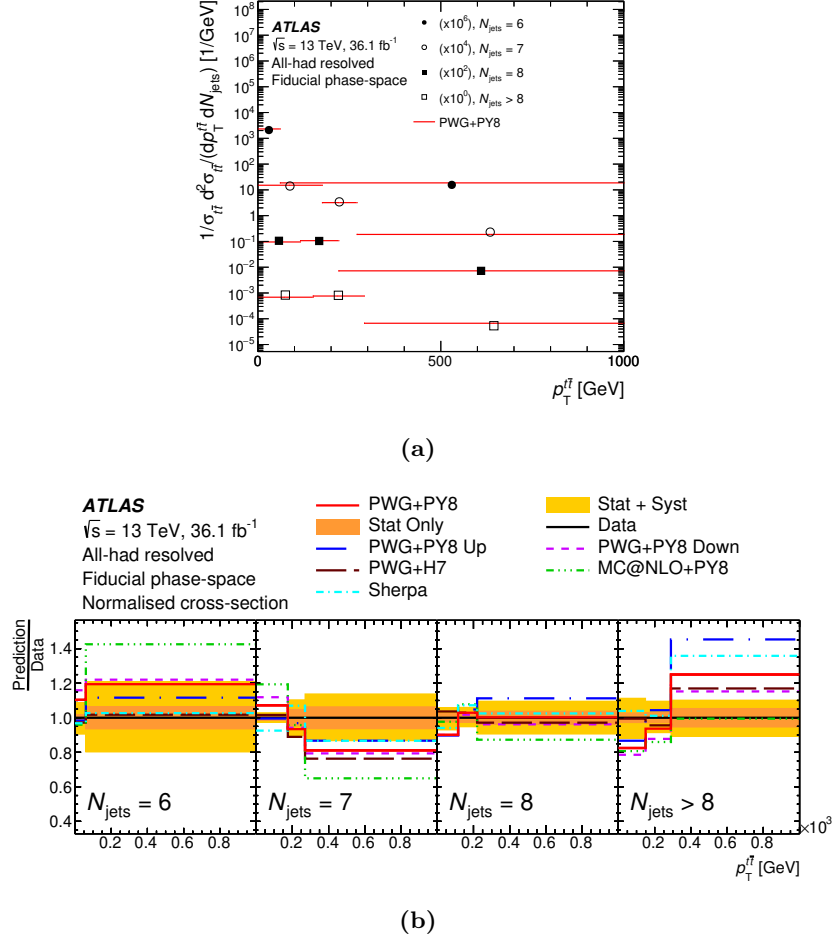 ATLAS
√s = 13 TeV, 36.1 fb⁻¹
All-had resolved
Fiducial phase-space
(x10⁶), N_jets = 6
(x10⁴), N_jets = 7
(x10²), N_jets = 8
(x10⁰), N_jets > 8
PWG+PY8
1/σ_tt̄ d²σ_tt̄/(dp_T^tt̄ dN_jets) [1/GeV]
10⁸
10⁷
10⁶
10⁵
10⁴
10³
10²
10
1
10⁻¹
10⁻²
10⁻³
10⁻⁴
10⁻⁵
0 500 1000
p_T^tt̄ [GeV]
(a)
ATLAS
√s = 13 TeV, 36.1 fb⁻¹
All-had resolved
Fiducial phase-space
Normalised cross-section
PWG+PY8
Stat Only
PWG+PY8 Up
PWG+H7
Sherpa
Stat + Syst
Data
PWG+PY8 Down
MC@NLO+PY8
Prediction
Data
1.4
1.2
1.0
0.8
0.6
0.4
N_jets = 6
N_jets = 7
N_jets = 8
N_jets > 8
0.2 0.4 0.6 0.8 0.2 0.4 0.6 0.8 0.2 0.4 0.6 0.8 0.2 0.4 0.6 0.8
×10³
p_T^tt̄ [GeV]
(b)